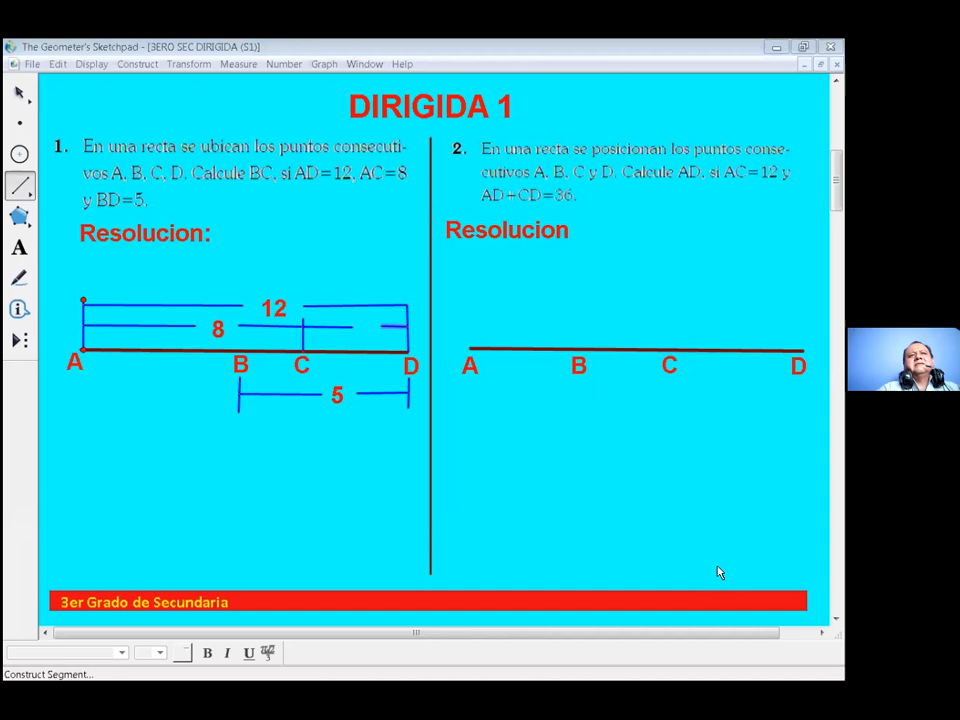 The Geometer's Sketchpad - [3ERO SEC DIRIGIDA (S1)]
File Edit Display Construct Transform Measure Number Graph Window Help
DIRIGIDA 1
1. En una recta se ubican los puntos consecuti-
vos A, B, C, D. Calcule BC, si AD=12, AC=8
y BD=5.
Resolucion:
12
8
A B C D
5
2. En una recta se posicionan los puntos conse-
cutivos A, B, C y D. Calcule AD, si AC=12 y
AD+CD=36.
Resolucion
A B C D
3er Grado de Secundaria
B I U
Construct Segment...